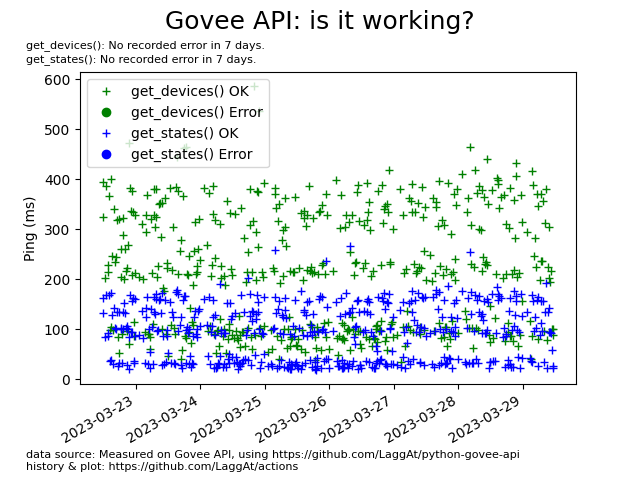 Govee API: is it working?
get_devices(): No recorded error in 7 days.
get_states(): No recorded error in 7 days.
get_devices() OK
get_devices() Error
get_states() OK
get_states() Error
Ping (ms)
600
500
400
300
200
100
0
2023-03-23
2023-03-24
2023-03-25
2023-03-26
2023-03-27
2023-03-28
2023-03-29
data source: Measured on Govee API, using https://github.com/LaggAt/python-govee-api
history & plot: https://github.com/LaggAt/actions